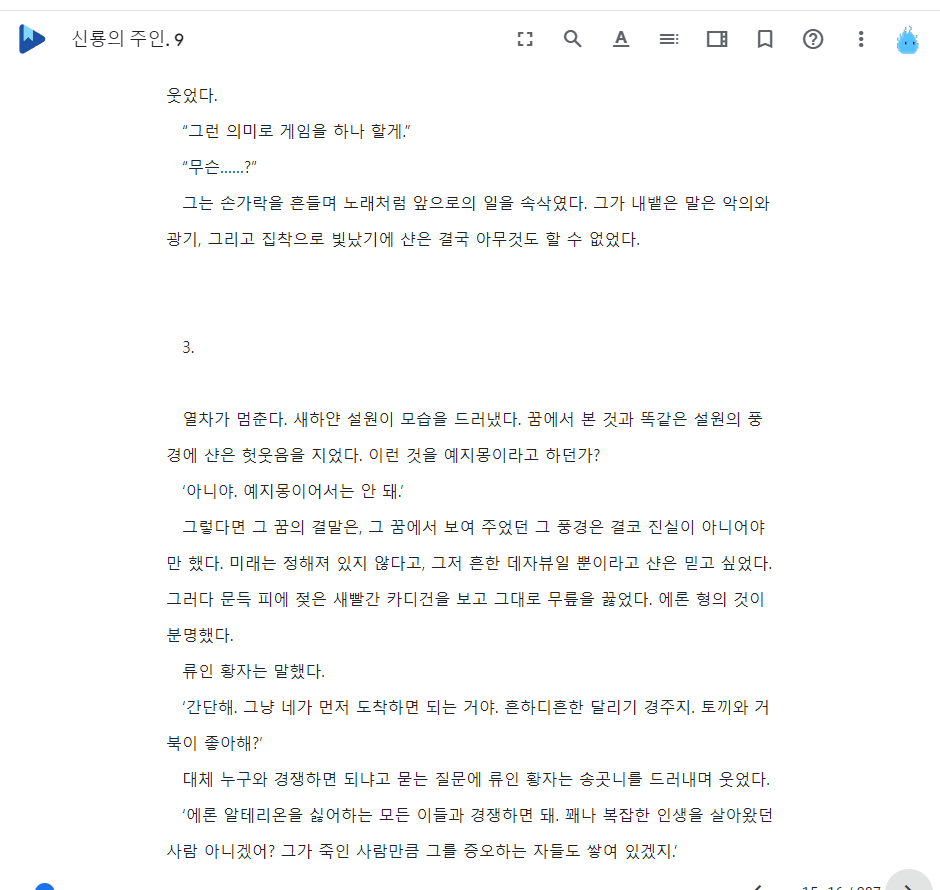 신룡의 주인. 9
웃었다.
“그런 의미로 게임을 하나 할게.”
“무슨......?”
그는 손가락을 흔들며 노래처럼 앞으로의 일을 속삭였다. 그가 내뱉은 말은 악의와
광기, 그리고 집착으로 빛났기에 샨은 결국 아무것도 할 수 없었다.
3.
열차가 멈춘다. 새하얀 설원이 모습을 드러냈다. 꿈에서 본 것과 똑같은 설원의 풍
경에 샨은 헛웃음을 지었다. 이런 것을 예지몽이라고 하던가?
‘아니야. 예지몽이어서는 안 돼.’
그렇다면 그 꿈의 결말은, 그 꿈에서 보여 주었던 그 풍경은 결코 진실이 아니어야
만 했다. 미래는 정해져 있지 않다고, 그저 흔한 데자뷰일 뿐이라고 샨은 믿고 싶었다.
그러다 문득 피에 젖은 새빨간 카디건을 보고 그대로 무릎을 꿇었다. 에론 형의 것이
분명했다.
류인 황자는 말했다.
‘간단해. 그냥 네가 먼저 도착하면 되는 거야. 흔하디흔한 달리기 경주지. 토끼와 거
북이 좋아해?’
대체 누구와 경쟁하면 되냐고 묻는 질문에 류인 황자는 송곳니를 드러내며 웃었다.
‘에론 알테리온을 싫어하는 모든 이들과 경쟁하면 돼. 꽤나 복잡한 인생을 살아왔던
사람 아니겠어? 그가 죽인 사람만큼 그를 증오하는 자들도 쌓여 있겠지.’